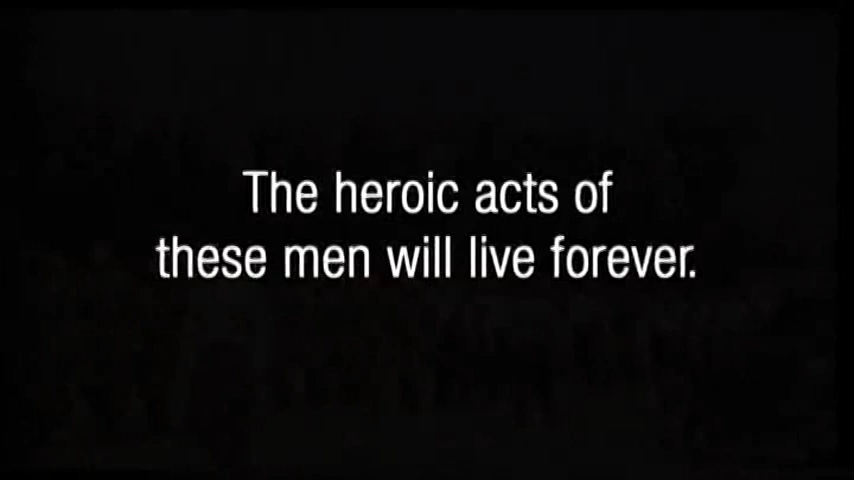 The heroic acts of
these men will live forever.